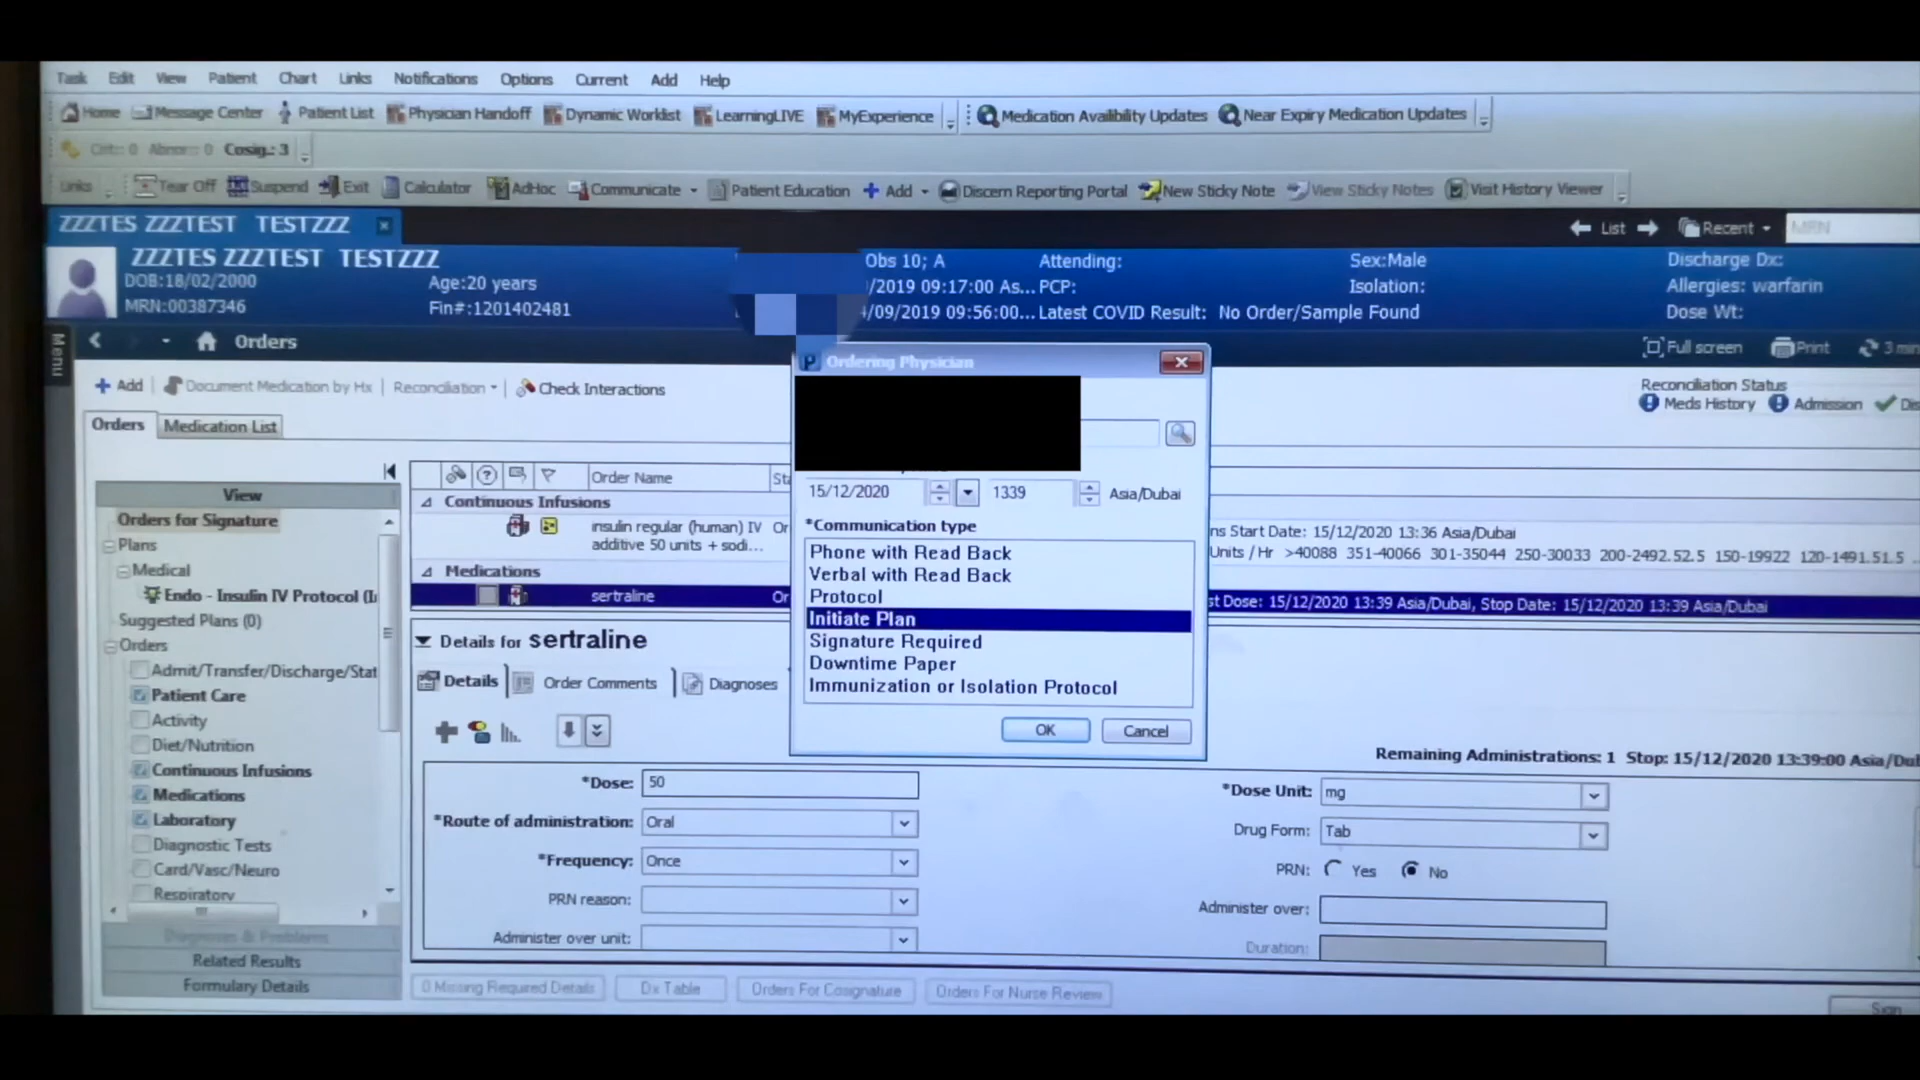 Task Edit View Patient Chart Links Notifications Options Current Add Help
Home Message Center Patient List Physician Handoff Dynamic Worklist LearningLIVE MyExperience Medication Availibility Updates Near Expiry Medication Updates
Crit.: 0 Abnor.: 0 Cosig.: 3
Links Tear Off Suspend Exit Calculator AdHoc Communicate Patient Education Add Discern Reporting Portal New Sticky Note View Sticky Notes Visit History Viewer
ZZZTES ZZZTEST TESTZZZ
List Recent MRN
ZZZTES ZZZTEST TESTZZZ
Obs 10; A Attending: Sex:Male Discharge Dx:
DOB:18/02/2000 Age:20 years /2019 09:17:00 As... PCP: Isolation: Allergies: warfarin
MRN:00387346 Fin#:1201402481 /09/2019 09:56:00... Latest COVID Result: No Order/Sample Found Dose Wt:
Menu
Orders Full screen Print 3 min
Add Document Medication by Hx Reconciliation Check Interactions
Reconciliation Status
Meds History Admission Dis
Orders Medication List
View
Orders for Signature
Plans
Medical
Endo - Insulin IV Protocol (In
Suggested Plans (0)
Orders
Admit/Transfer/Discharge/Stat
Patient Care
Activity
Diet/Nutrition
Continuous Infusions
Medications
Laboratory
Diagnostic Tests
Card/Vasc/Neuro
Respiratory
Diagnoses & Problems
Related Results
Formulary Details
Order Name Sta
Continuous Infusions
insulin regular (human) IV Or
additive 50 units + sodi...
ns Start Date: 15/12/2020 13:36 Asia/Dubai
Units / Hr >40088 351-40066 301-35044 250-30033 200-2492.52.5 150-19922 120-1491.51.5 ...
Medications
sertraline Or
st Dose: 15/12/2020 13:39 Asia/Dubai, Stop Date: 15/12/2020 13:39 Asia/Dubai
Ordering Physician
15/12/2020 1339 Asia/Dubai
*Communication type
Phone with Read Back
Verbal with Read Back
Protocol
Initiate Plan
Signature Required
Downtime Paper
Immunization or Isolation Protocol
OK Cancel
Details for sertraline
Details Order Comments Diagnoses
Remaining Administrations: 1 Stop: 15/12/2020 13:39:00 Asia/Dub
*Dose: 50
*Dose Unit: mg
*Route of administration: Oral
Drug Form: Tab
*Frequency: Once
PRN: Yes No
PRN reason:
Administer over:
Administer over unit:
Duration:
0 Missing Required Details Dx Table Orders For Cosignature Orders For Nurse Review
Sign